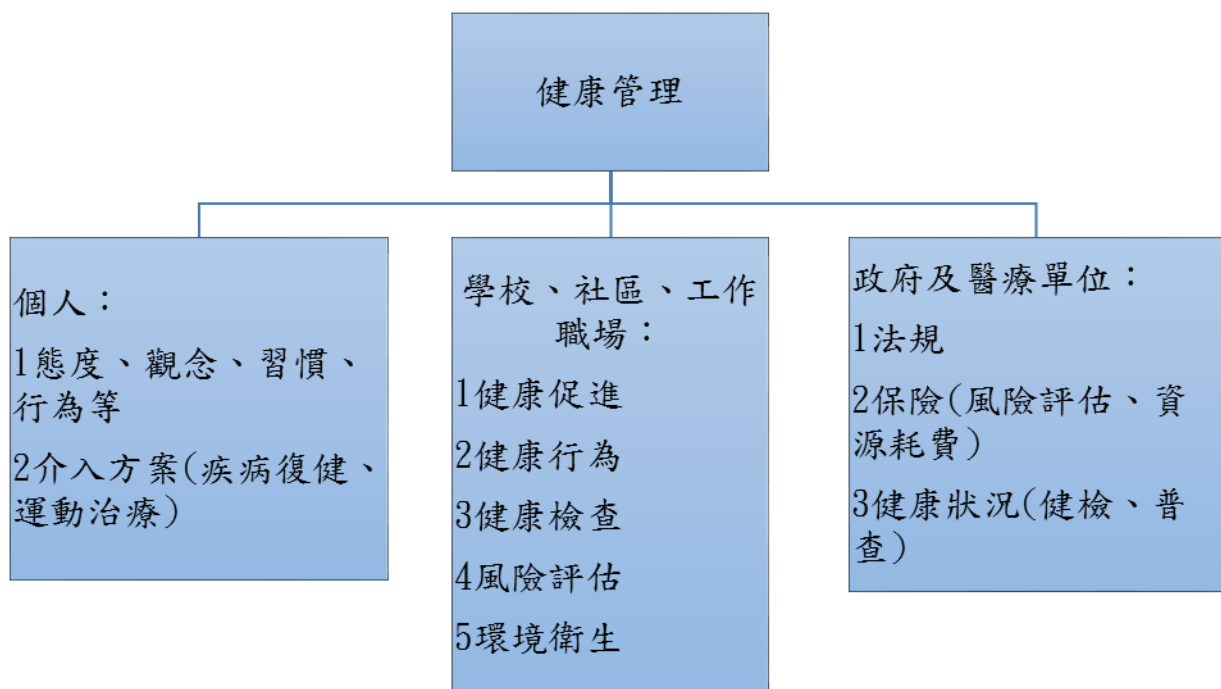 健康管理
個人：
1態度、觀念、習慣、
行為等
2介入方案(疾病復健、
運動治療)
學校、社區、工作
職場：
1健康促進
2健康行為
3健康檢查
4風險評估
5環境衛生
政府及醫療單位：
1法規
2保險(風險評估、資
源耗費)
3健康狀況(健檢、普
查)